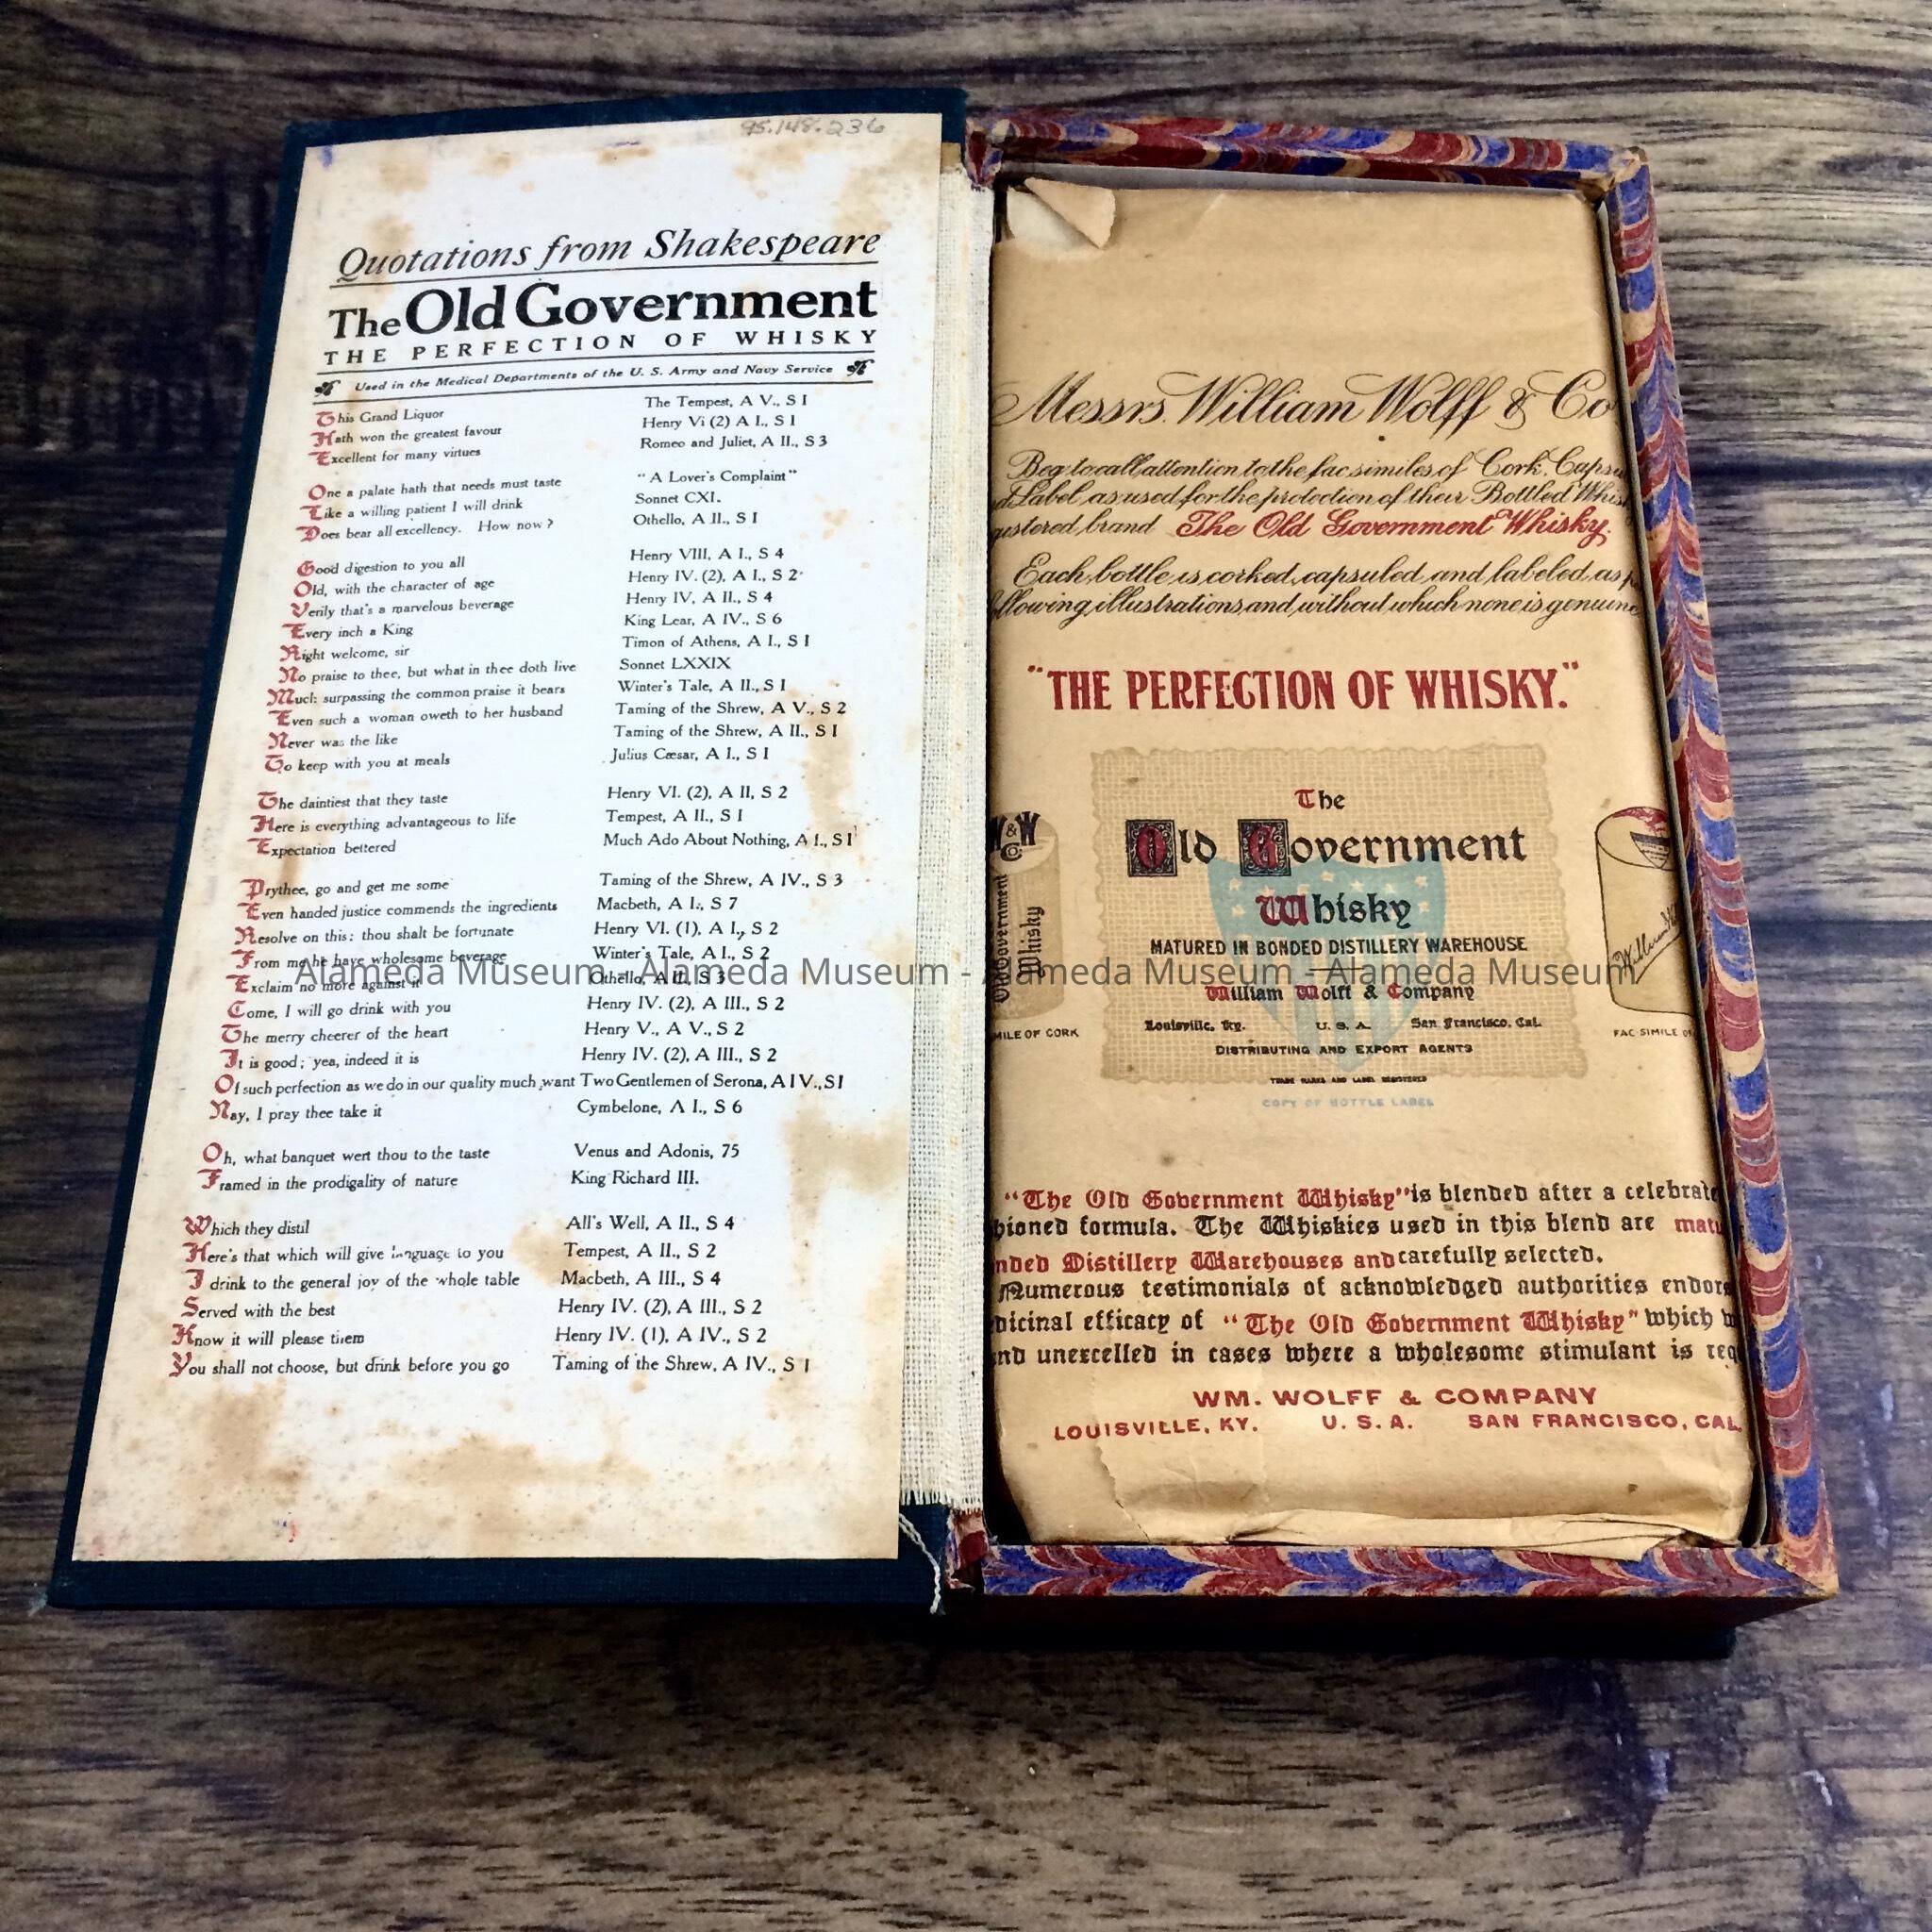 95.148.236
Quotations from Shakespeare
The Old Government
THE PERFECTION OF WHISKY
Used in the Medical Departments of the U. S. Army and Navy Service
This Grand Liquor The Tempest, A V., S I
Hath won the greatest favour Henry Vi (2) A I., S I
Excellent for many virtues Romeo and Juliet, A II., S 3
One a palate hath that needs must taste "A Lover's Complaint"
Like a willing patient I will drink Sonnet CXI.
Does bear all excellency. How now? Othello, A II., S I
Good digestion to you all Henry VIII, A I., S 4
Old, with the character of age Henry IV. (2), A I., S 2
Verily that's a marvelous beverage Henry IV, A II., S 4
Every inch a King King Lear, A IV., S 6
Right welcome, sir Timon of Athens, A I., S I
No praise to thee, but what in thee doth live Sonnet LXXIX
Much surpassing the common praise it bears Winter's Tale, A II., S I
Even such a woman oweth to her husband Taming of the Shrew, A V., S 2
Never was the like Taming of the Shrew, A II., S I
To keep with you at meals Julius Cæsar, A I., S I
The daintiest that they taste Henry VI. (2), A II, S 2
Here is everything advantageous to life Tempest, A II., S I
Expectation bettered Much Ado About Nothing, A I., S I
Prythee, go and get me some Taming of the Shrew, A IV., S 3
Even handed justice commends the ingredients Macbeth, A I., S 7
Resolve on this: thou shalt be fortunate Henry VI. (1), A I., S 2
From me he have wholesome beverage Winter's Tale, A I., S 2
Exclaim no more against it Othello, A II., S 3
Come, I will go drink with you Henry IV. (2), A III., S 2
The merry cheerer of the heart Henry V., A V., S 2
It is good; yea, indeed it is Henry IV. (2), A III., S 2
Of such perfection as we do in our quality much want Two Gentlemen of Serona, A IV., S I
Nay, I pray thee take it Cymbelone, A I., S 6
Oh, what banquet wert thou to the taste Venus and Adonis, 75
Framed in the prodigality of nature King Richard III.
Which they distil All's Well, A II., S 4
Here's that which will give language to you Tempest, A II., S 2
I drink to the general joy of the whole table Macbeth, A III., S 4
Served with the best Henry IV. (2), A III., S 2
Know it will please them Henry IV. (1), A IV., S 2
You shall not choose, but drink before you go Taming of the Shrew, A IV., S I
Messrs. William Wolff & Co
Beg to call attention to the fac similes of Cork, Capsu
d Label as used for the protection of their Bottled Whis
gistered brand The Old Government Whisky.
Each bottle is corked, capsuled and labeled as p
llowing illustrations and without which none is genuine
"THE PERFECTION OF WHISKY."
W & W Co
Old Government Whisky
MILE OF CORK
The
Old Government
Whisky
MATURED IN BONDED DISTILLERY WAREHOUSE
William Wolff & Company
Louisville, Ky. U. S. A. San Francisco, Cal.
DISTRIBUTING AND EXPORT AGENTS
TRADE MARKS AND LABEL REGISTERED
COPY OF BOTTLE LABEL
FAC SIMILE O
"The Old Government Whisky" is blended after a celebrate
hioned formula. The Whiskies used in this blend are matu
nded Distillery Warehouses and carefully selected.
Numerous testimonials of acknowledged authorities endors
dicinal efficacy of "The Old Government Whisky" which w
nd unexcelled in cases where a wholesome stimulant is req
WM. WOLFF & COMPANY
LOUISVILLE, KY. U. S. A. SAN FRANCISCO, CAL.
Alameda Museum - Alameda Museum - Alameda Museum - Alameda Museum